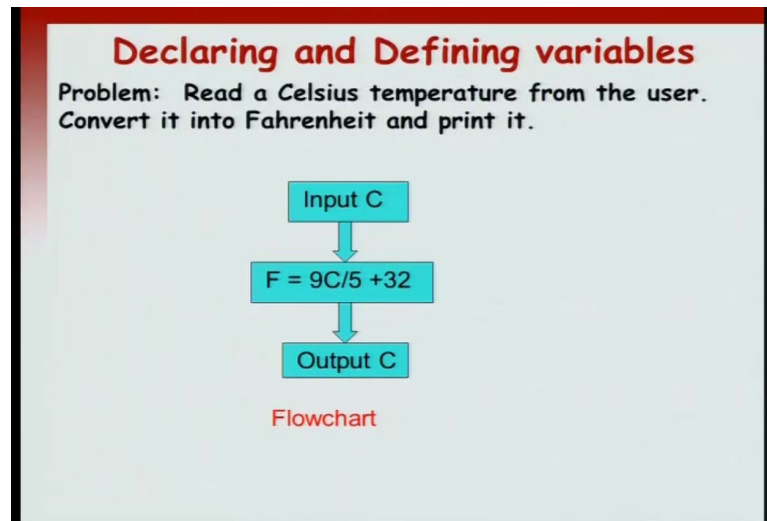 Declaring and Defining variables
Problem: Read a Celsius temperature from the user.
Convert it into Fahrenheit and print it.
Input C
F = 9C/5 +32
Output C
Flowchart